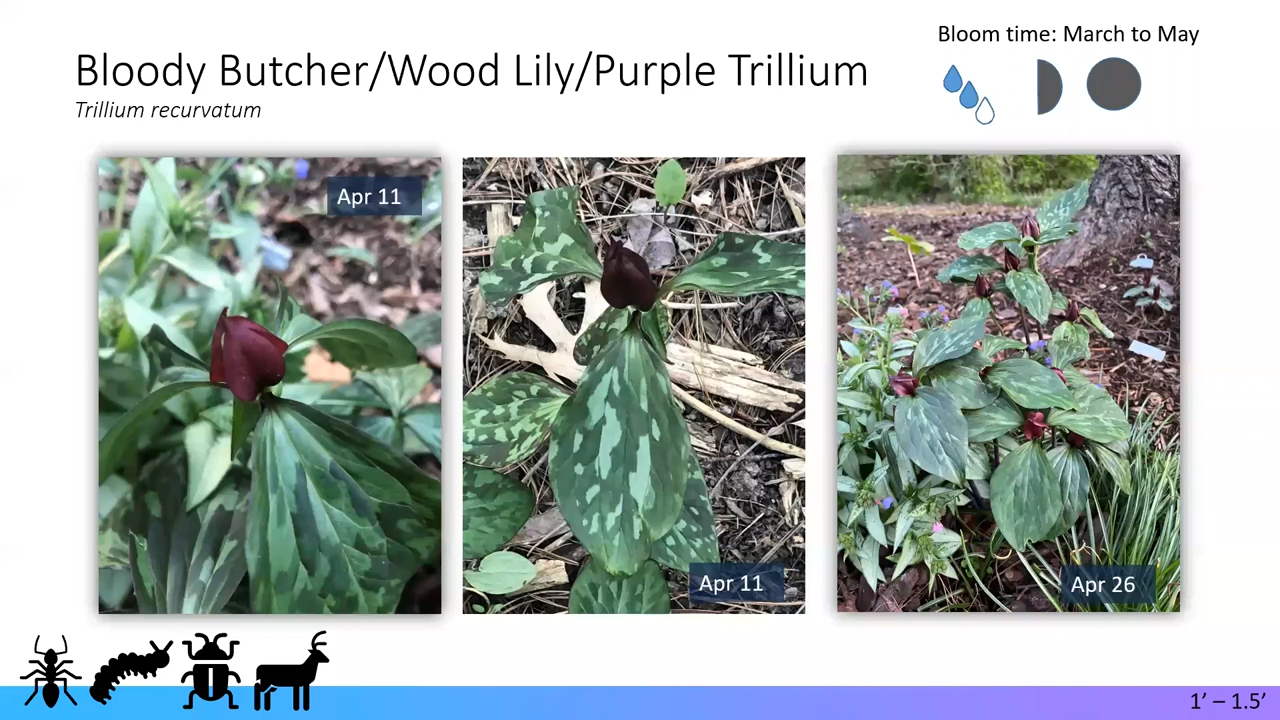 Bloom time: March to May
Bloody Butcher/Wood Lily/Purple Trillium
Trillium recurvatum
Apr 11
Apr 11
Apr 26
1’ – 1.5’